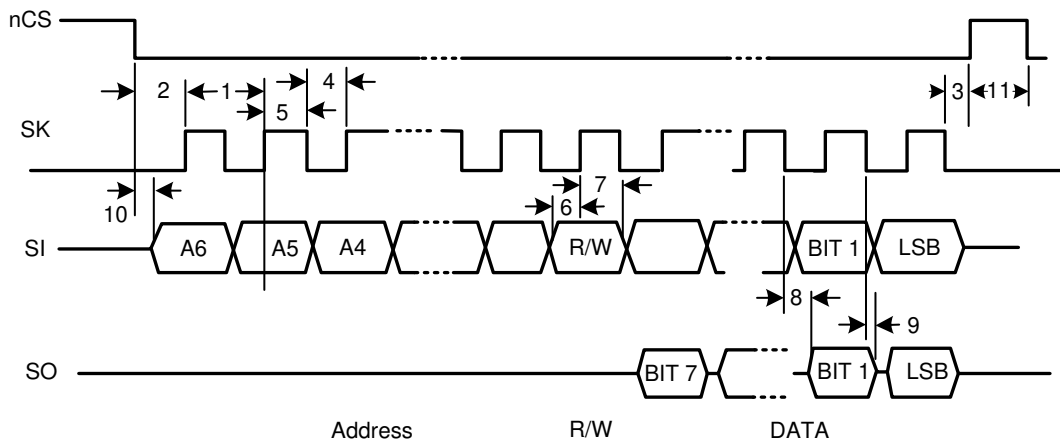 nCS
2 1 4 3 11
5
SK
10 6 7
SI A6 A5 A4 R/W BIT 1 LSB
8 9
SO BIT 7 BIT 1 LSB
Address R/W DATA